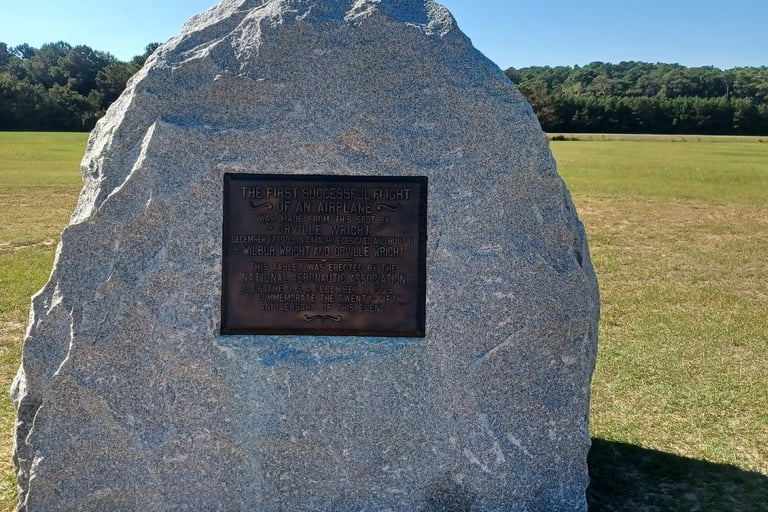 THE FIRST SUCCESSFUL FLIGHT
OF AN AIRPLANE
WAS MADE FROM THIS SPOT BY
- ORVILLE WRIGHT -
DECEMBER 17, 1903 IN A MACHINE DESIGNED AND BUILT BY
- WILBUR WRIGHT AND ORVILLE WRIGHT -
THIS TABLET WAS ERECTED BY THE
- NATIONAL AERONAUTIC ASSOCIATION -
OF THE U.S.A. DECEMBER 17, 1928
TO COMMEMORATE THE TWENTY FIFTH
ANNIVERSARY OF THIS EVENT